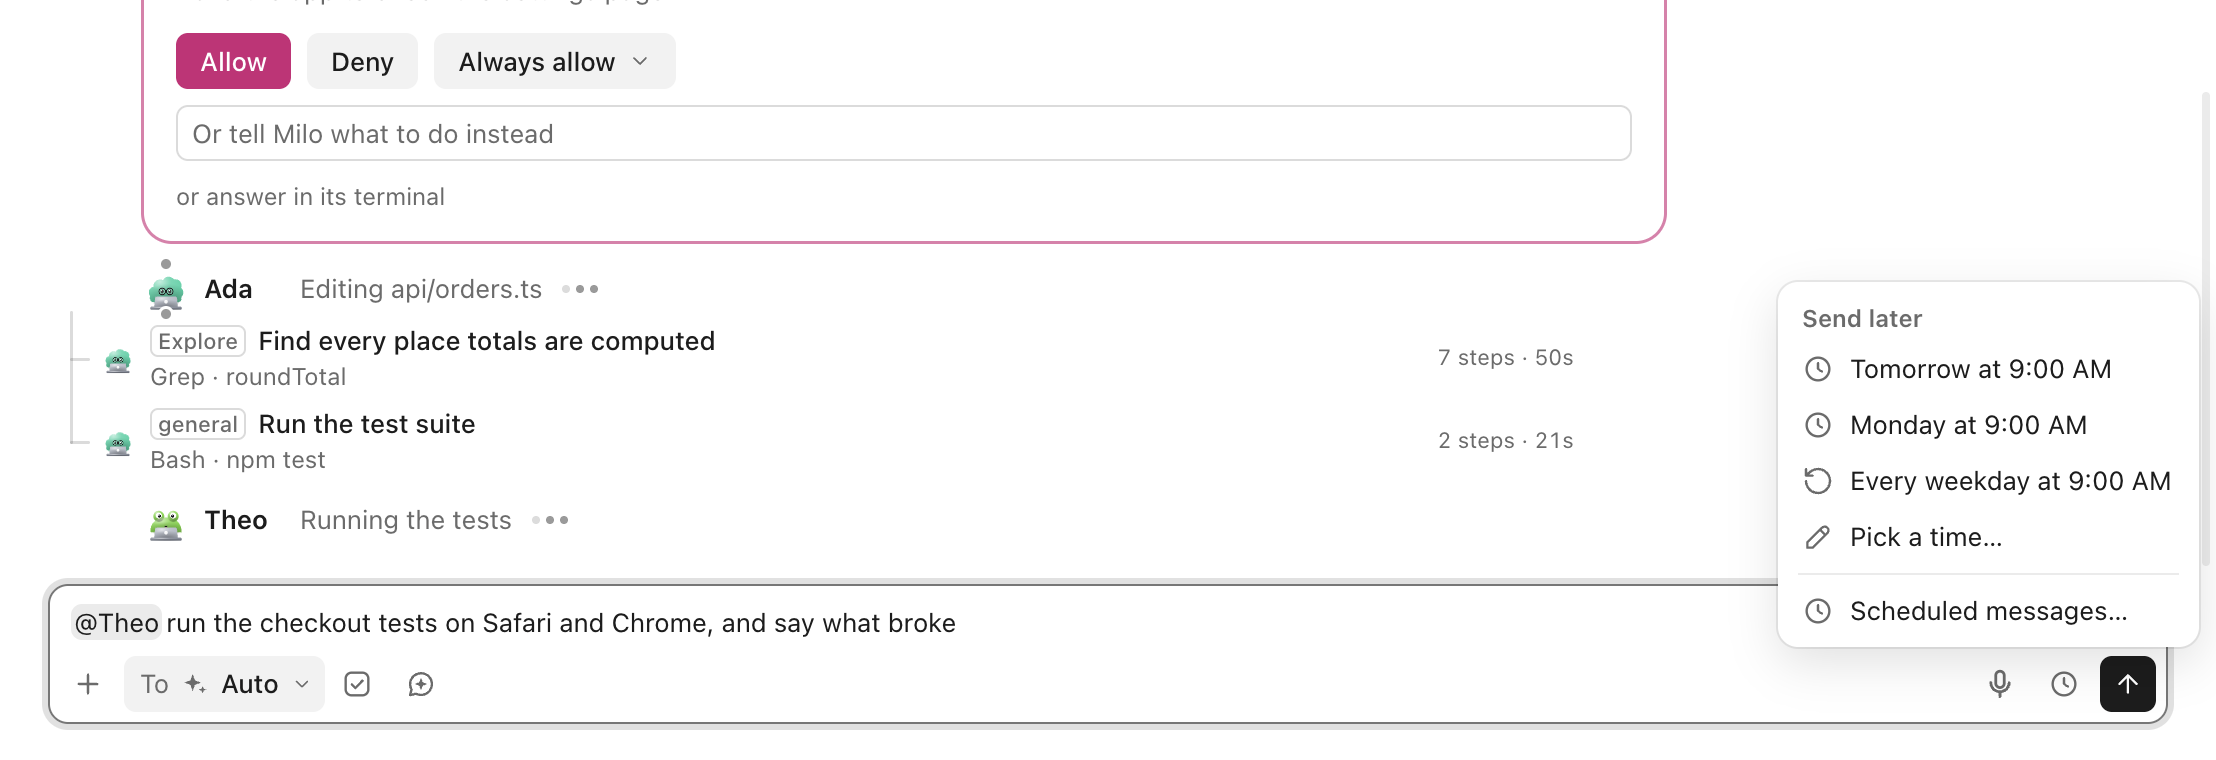 Allow
Deny
Always allow
Or tell Milo what to do instead
or answer in its terminal
Ada
Editing api/orders.ts
Explore
Find every place totals are computed
Grep · roundTotal
7 steps · 50s
general
Run the test suite
Bash · npm test
2 steps · 21s
Theo
Running the tests
Send later
Tomorrow at 9:00 AM
Monday at 9:00 AM
Every weekday at 9:00 AM
Pick a time...
Scheduled messages...
@Theo run the checkout tests on Safari and Chrome, and say what broke
To Auto